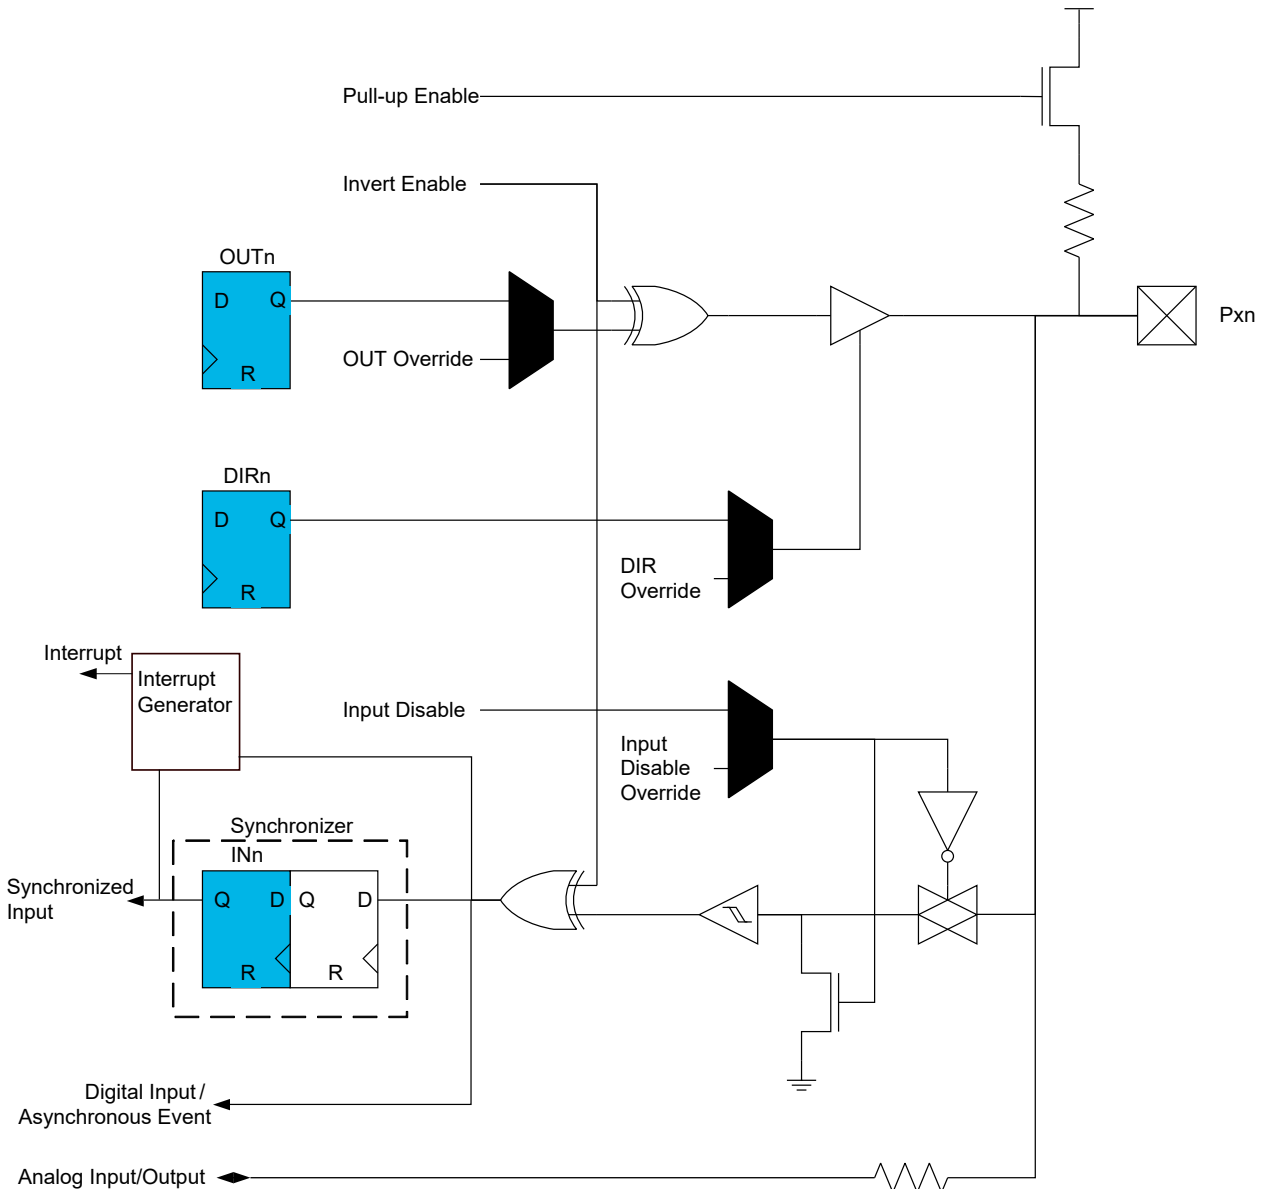 Pull-up Enable
Invert Enable
OUTn
D Q
R
OUT Override
Pxn
DIRn
D Q
R
DIR
Override
Interrupt
Interrupt
Generator
Input Disable
Input
Disable
Override
Synchronizer
INn
Synchronized
Input
Q D Q D
R R
Digital Input /
Asynchronous Event
Analog Input/Output